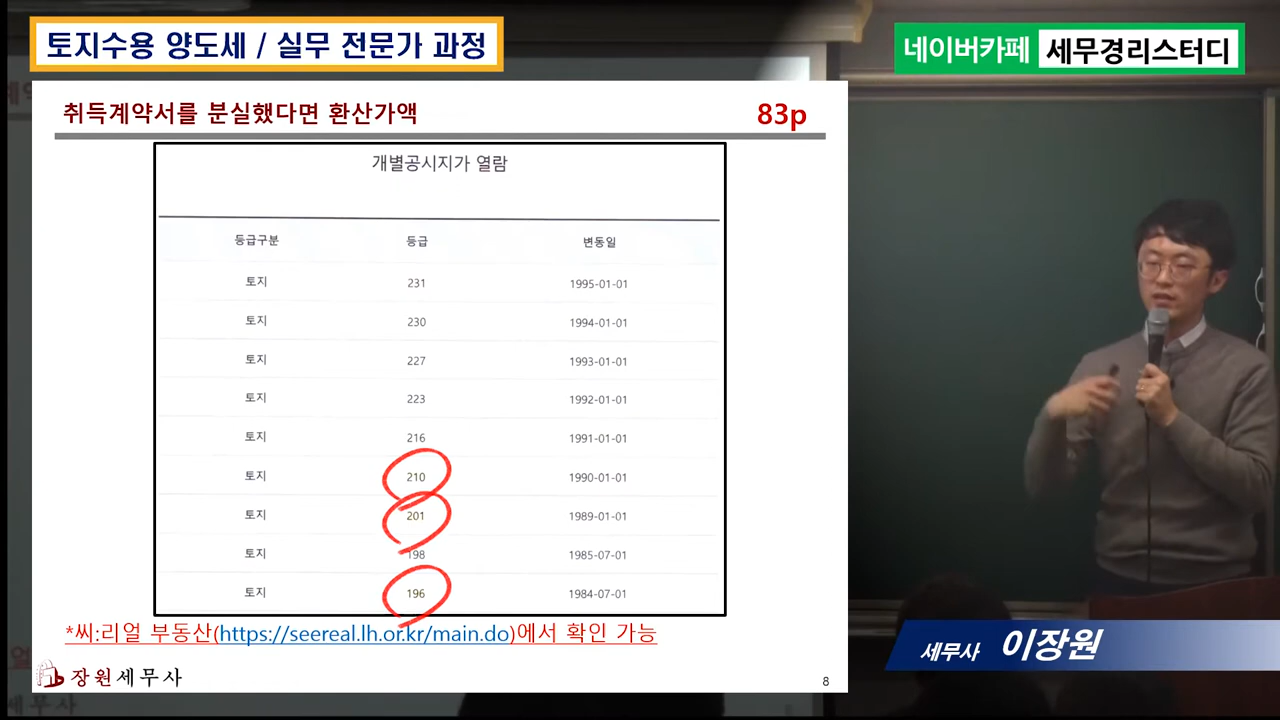 토지수용 양도세 / 실무 전문가 과정
네이버카페 세무경리스터디
취득계약서를 분실했다면 환산가액 83p
개별공시지가 열람
등급구분 등급 변동일
토지 231 1995-01-01
토지 230 1994-01-01
토지 227 1993-01-01
토지 223 1992-01-01
토지 216 1991-01-01
토지 210 1990-01-01
토지 201 1989-01-01
토지 198 1985-07-01
토지 196 1984-07-01
*씨:리얼 부동산(https://seereal.lh.or.kr/main.do)에서 확인 가능
세무사 이장원
장원세무사
8